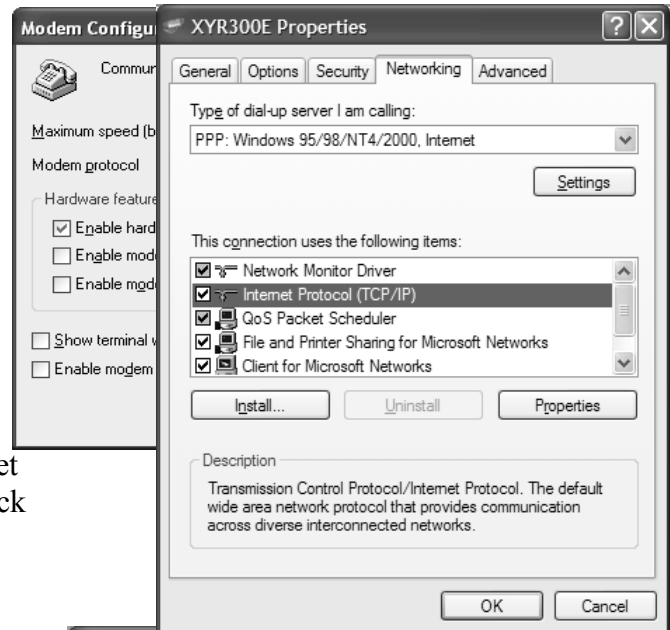 Modem Configu
Commun
Maximum speed (b
Modem protocol
Hardware feature
Enable hard
Enable mod
Enable mode
Show terminal w
Enable modem
et
ck
XYR300E Properties
General Options Security Networking Advanced
Type of dial-up server I am calling:
PPP: Windows 95/98/NT4/2000, Internet
Settings
This connection uses the following items:
Network Monitor Driver
Internet Protocol (TCP/IP)
QoS Packet Scheduler
File and Printer Sharing for Microsoft Networks
Client for Microsoft Networks
Install... Uninstall Properties
Description
Transmission Control Protocol/Internet Protocol. The default
wide area network protocol that provides communication
across diverse interconnected networks.
OK Cancel